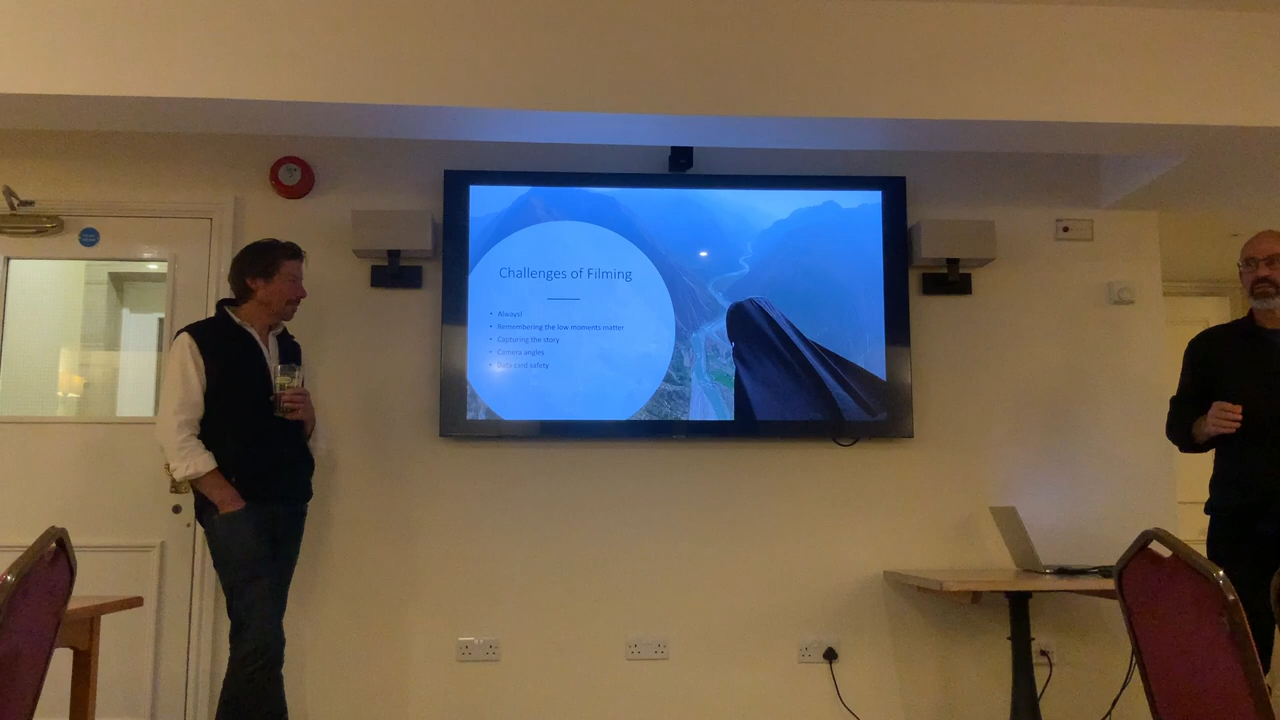 Challenges of Filming
• Always!
• Remembering the low moments matter
• Capturing the story
• Camera angles
• Data card safety